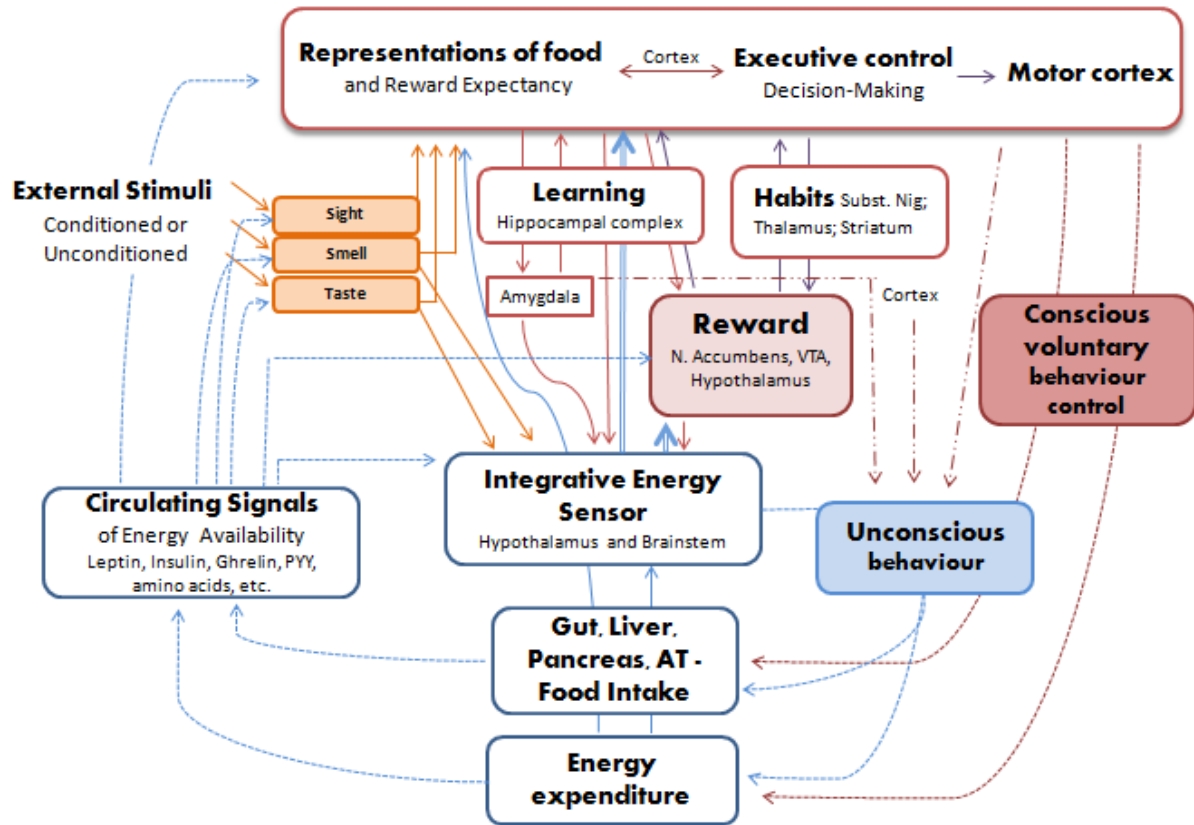 Representations of food
and Reward Expectancy
Cortex
Executive control
Decision-Making
Motor cortex
External Stimuli
Conditioned or
Unconditioned
Sight
Smell
Taste
Learning
Hippocampal complex
Amygdala
Habits Subst. Nig;
Thalamus; Striatum
Cortex
Reward
N. Accumbens, VTA,
Hypothalamus
Conscious
voluntary
behaviour
control
Circulating Signals
of Energy Availability
Leptin, Insulin, Ghrelin, PYY,
amino acids, etc.
Integrative Energy
Sensor
Hypothalamus and Brainstem
Unconscious
behaviour
Gut, Liver,
Pancreas, AT -
Food Intake
Energy
expenditure